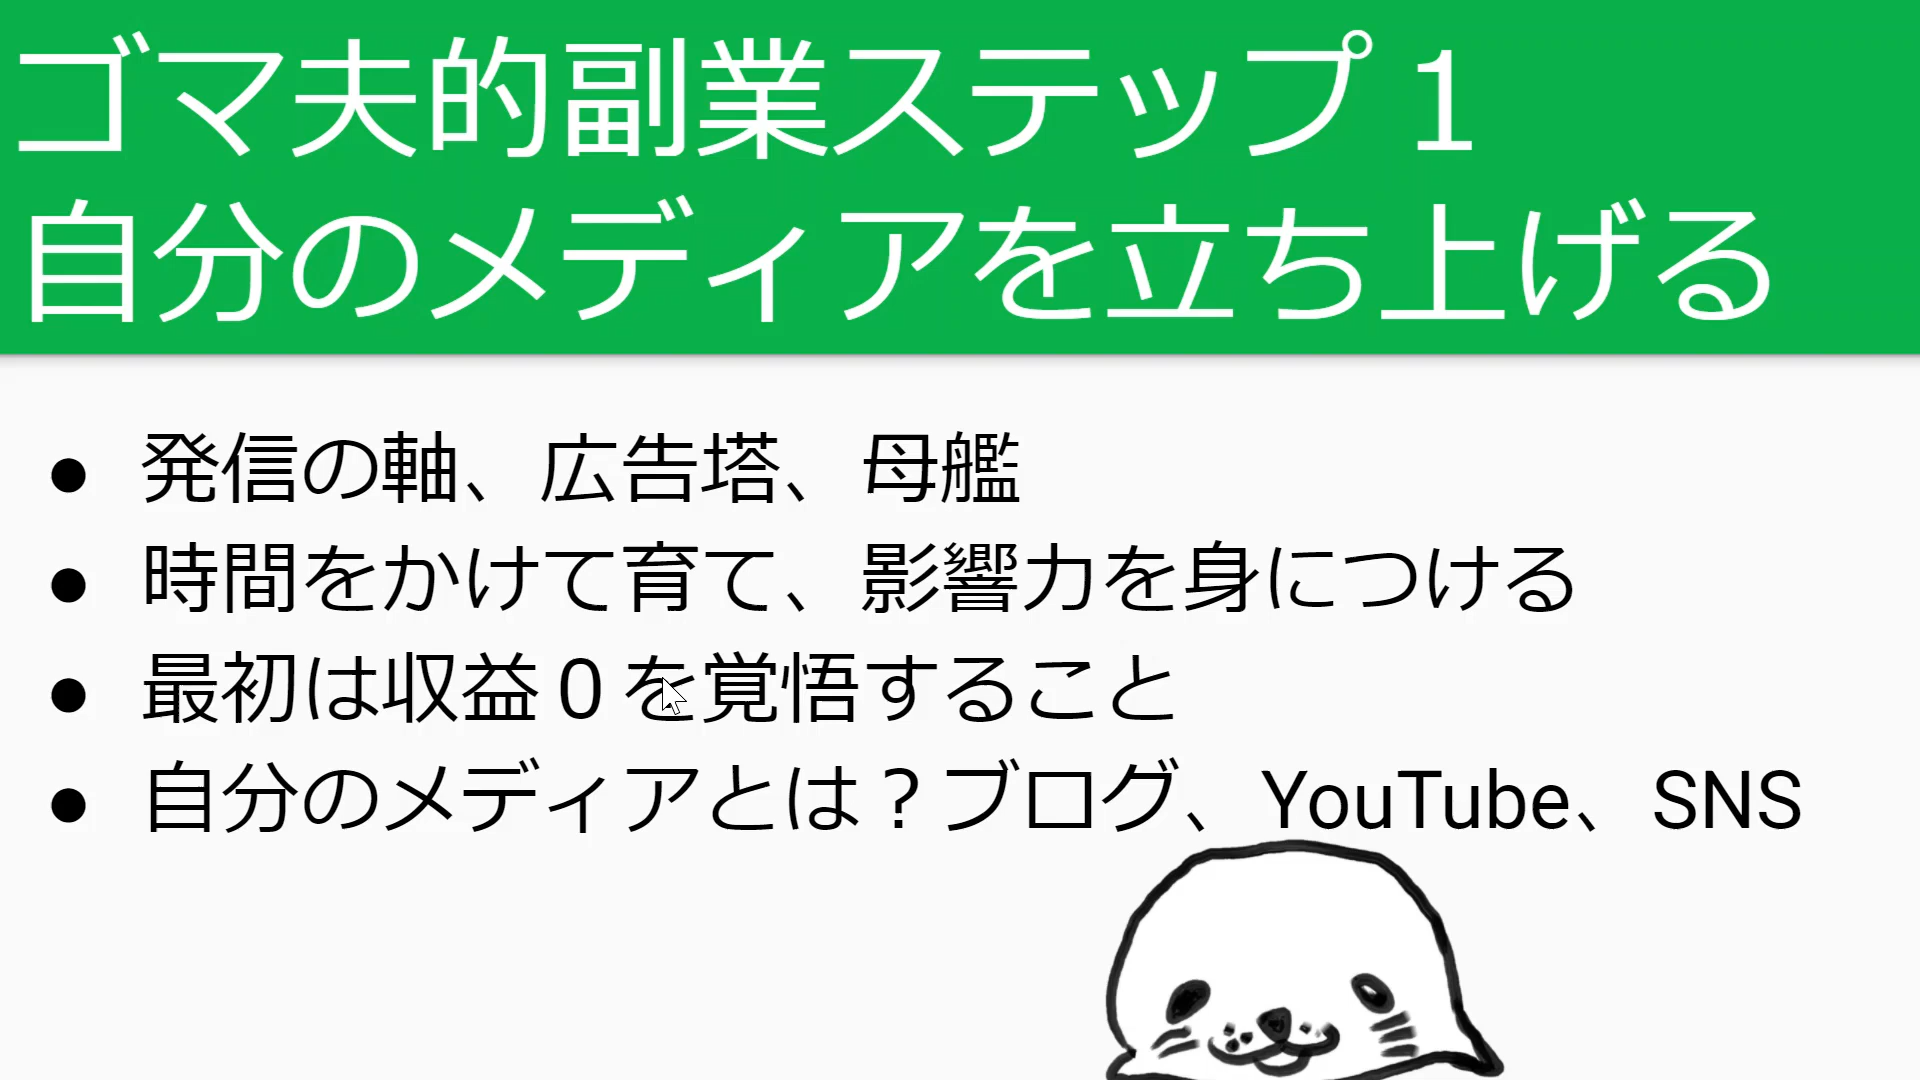 ゴマ夫的副業ステップ１
自分のメディアを立ち上げる
● 発信の軸、広告塔、母艦
● 時間をかけて育て、影響力を身につける
● 最初は収益０を覚悟すること
● 自分のメディアとは？ブログ、YouTube、SNS